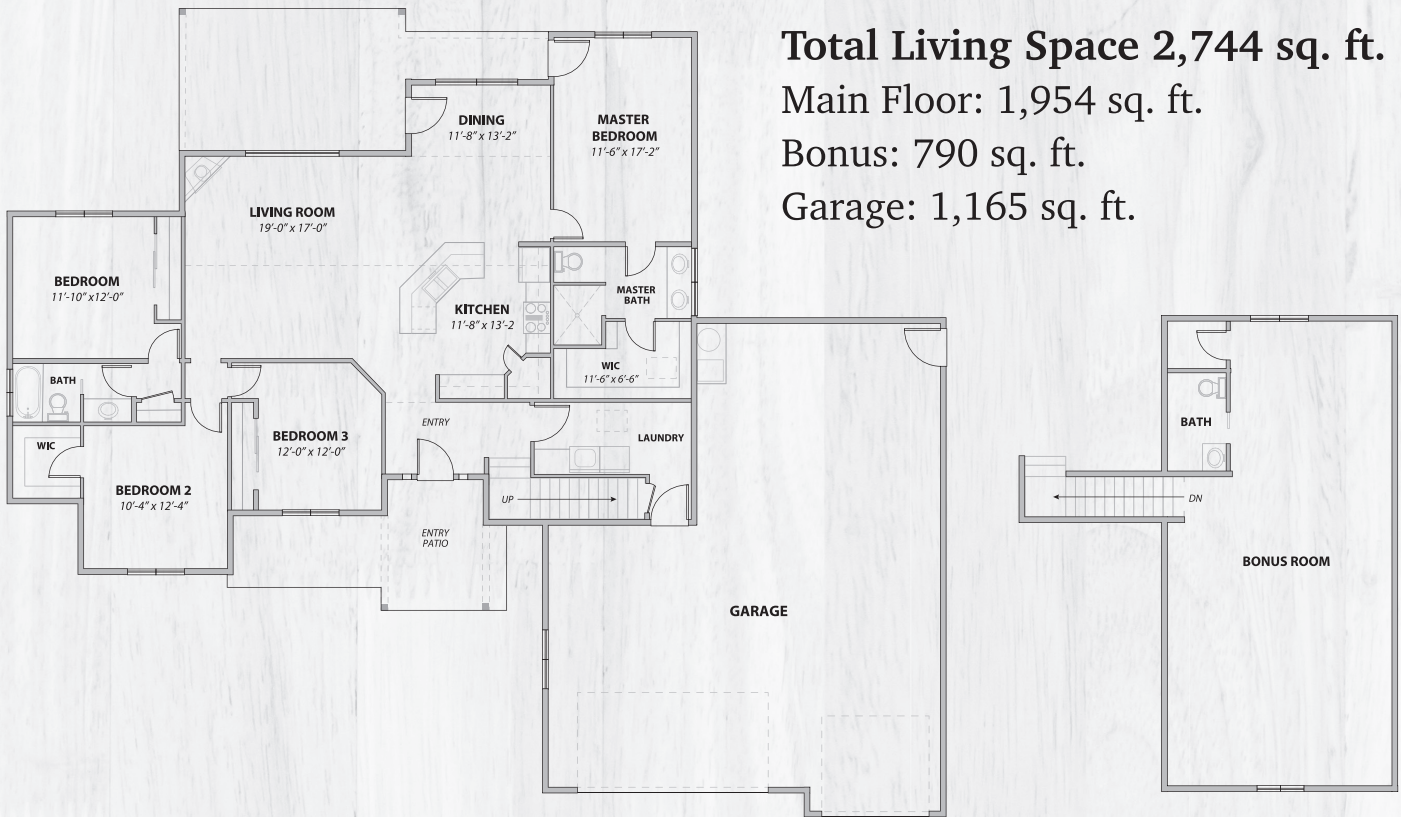 Total Living Space 2,744 sq. ft.
Main Floor: 1,954 sq. ft.
Bonus: 790 sq. ft.
Garage: 1,165 sq. ft.
DINING
11'-8" x 13'-2"
MASTER
BEDROOM
11'-6" x 17'-2"
LIVING ROOM
19'-0" x 17'-0"
BEDROOM
11'-10" x12'-0"
KITCHEN
11'-8" x 13'-2
MASTER
BATH
WIC
11'-6" x 6'-6"
BATH
ENTRY
LAUNDRY
WIC
BEDROOM 3
12'-0" x 12'-0"
BEDROOM 2
10'-4" x 12'-4"
UP
ENTRY
PATIO
GARAGE
BATH
DN
BONUS ROOM